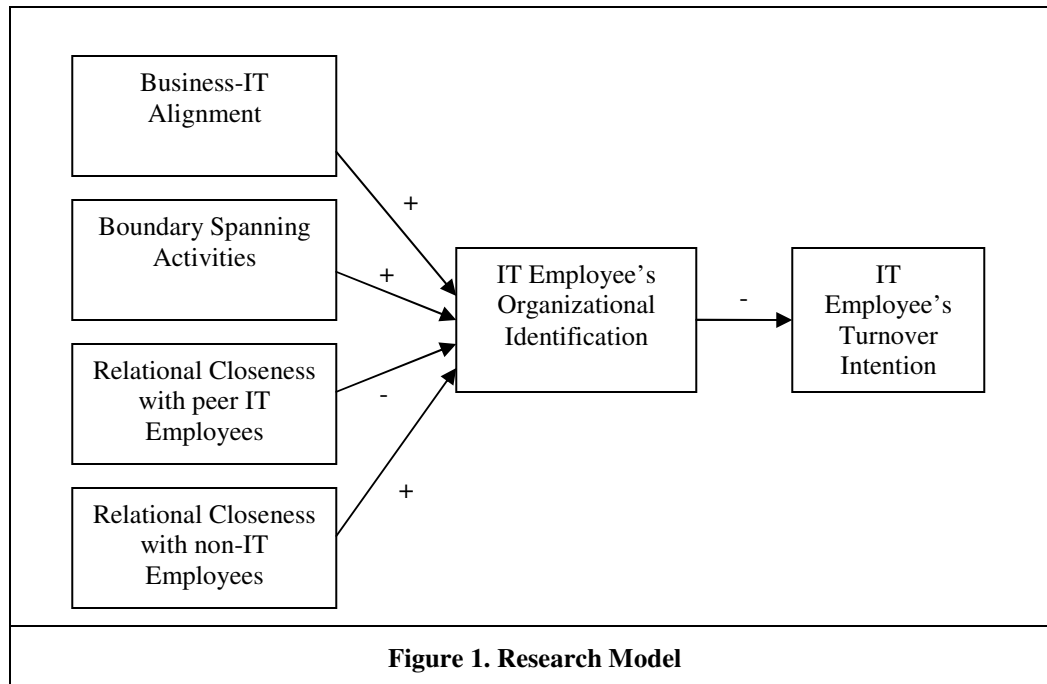 Business-IT
Alignment
+
Boundary Spanning
Activities
+
Relational Closeness
with peer IT
Employees
-
Relational Closeness
with non-IT
Employees
+
IT Employee's
Organizational
Identification
-
IT
Employee's
Turnover
Intention
Figure 1. Research Model